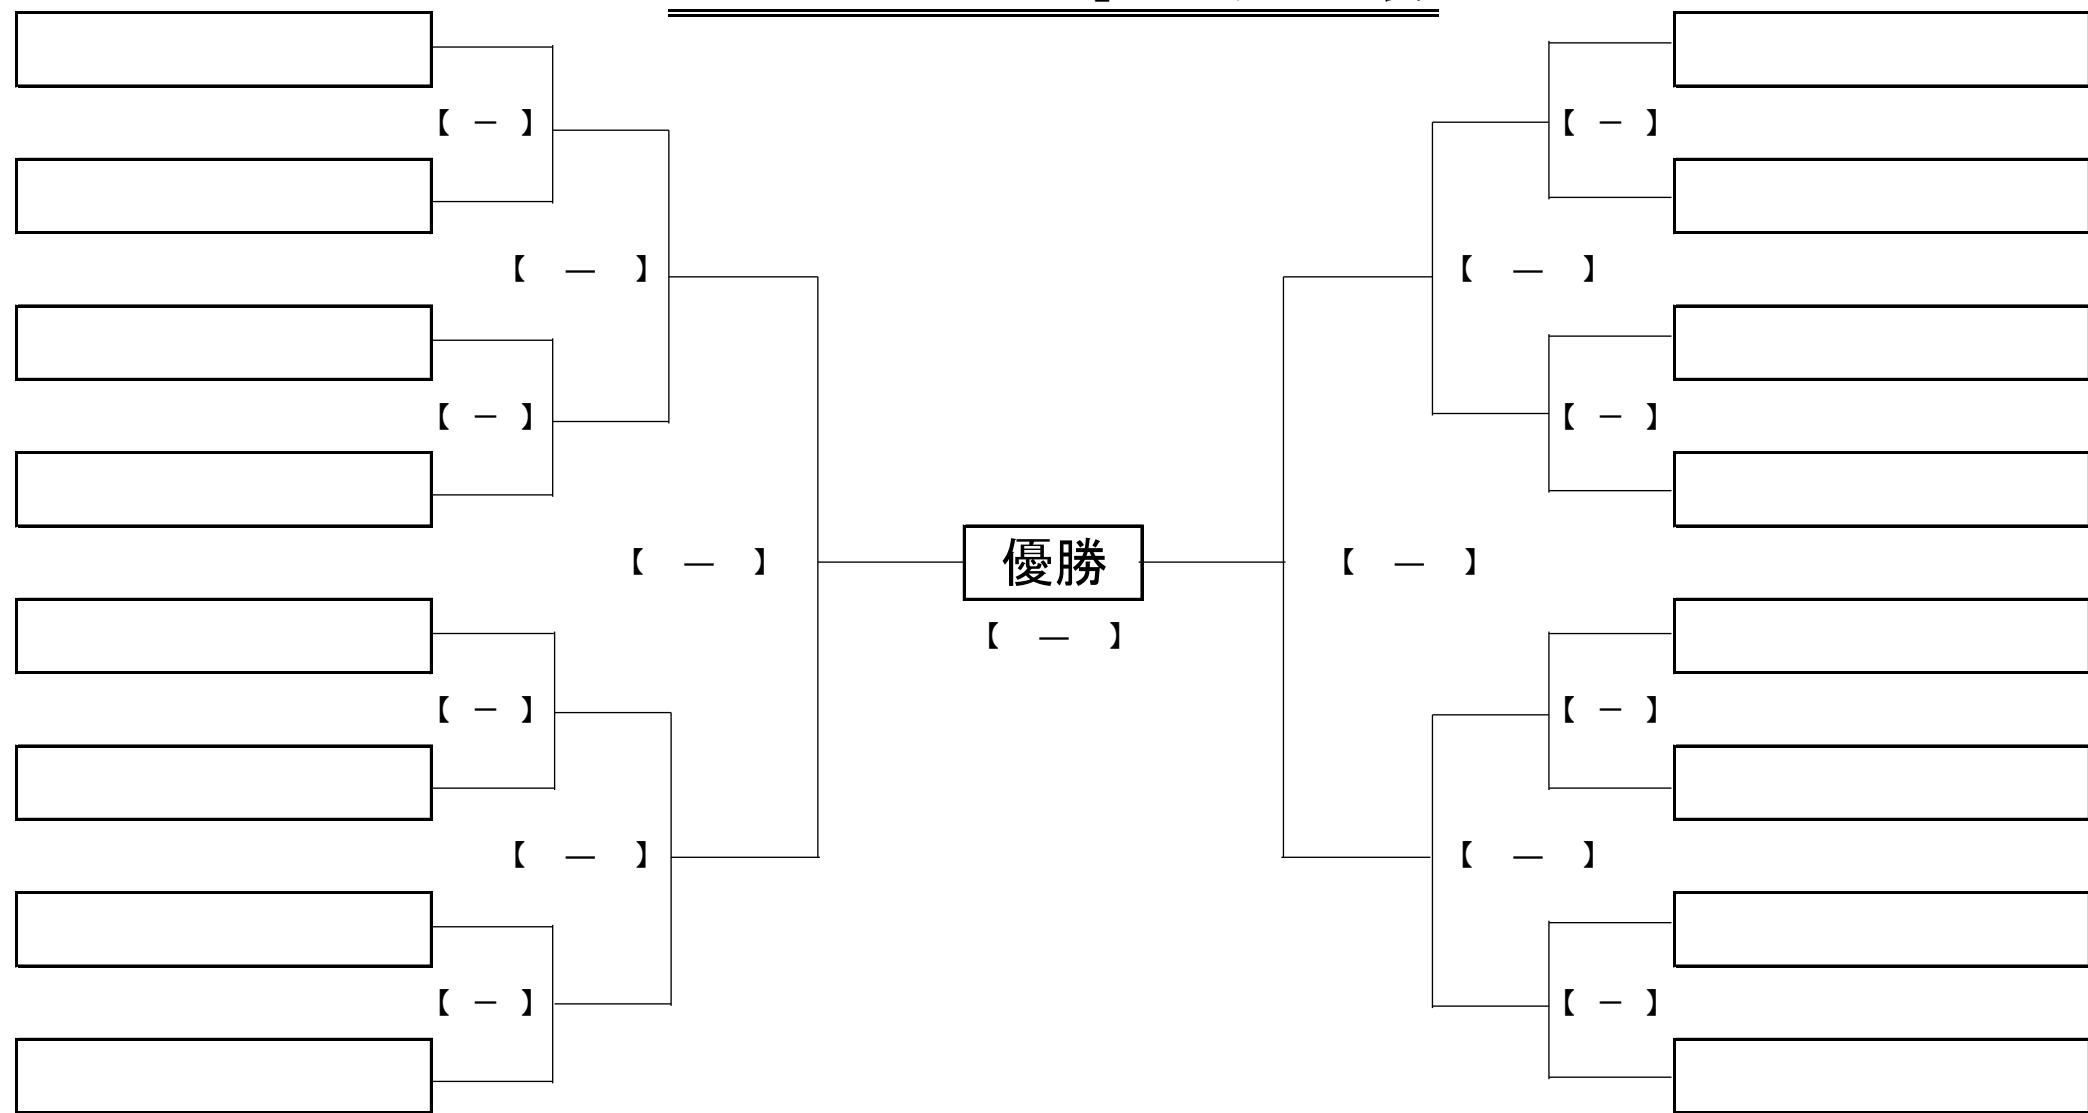 【 － 】 【 － 】
【 ― 】 【 ― 】
【 － 】 【 － 】
【 ― 】 優勝 【 ― 】
【 ― 】
【 － 】 【 － 】
【 ― 】 【 ― 】
【 － 】 【 － 】